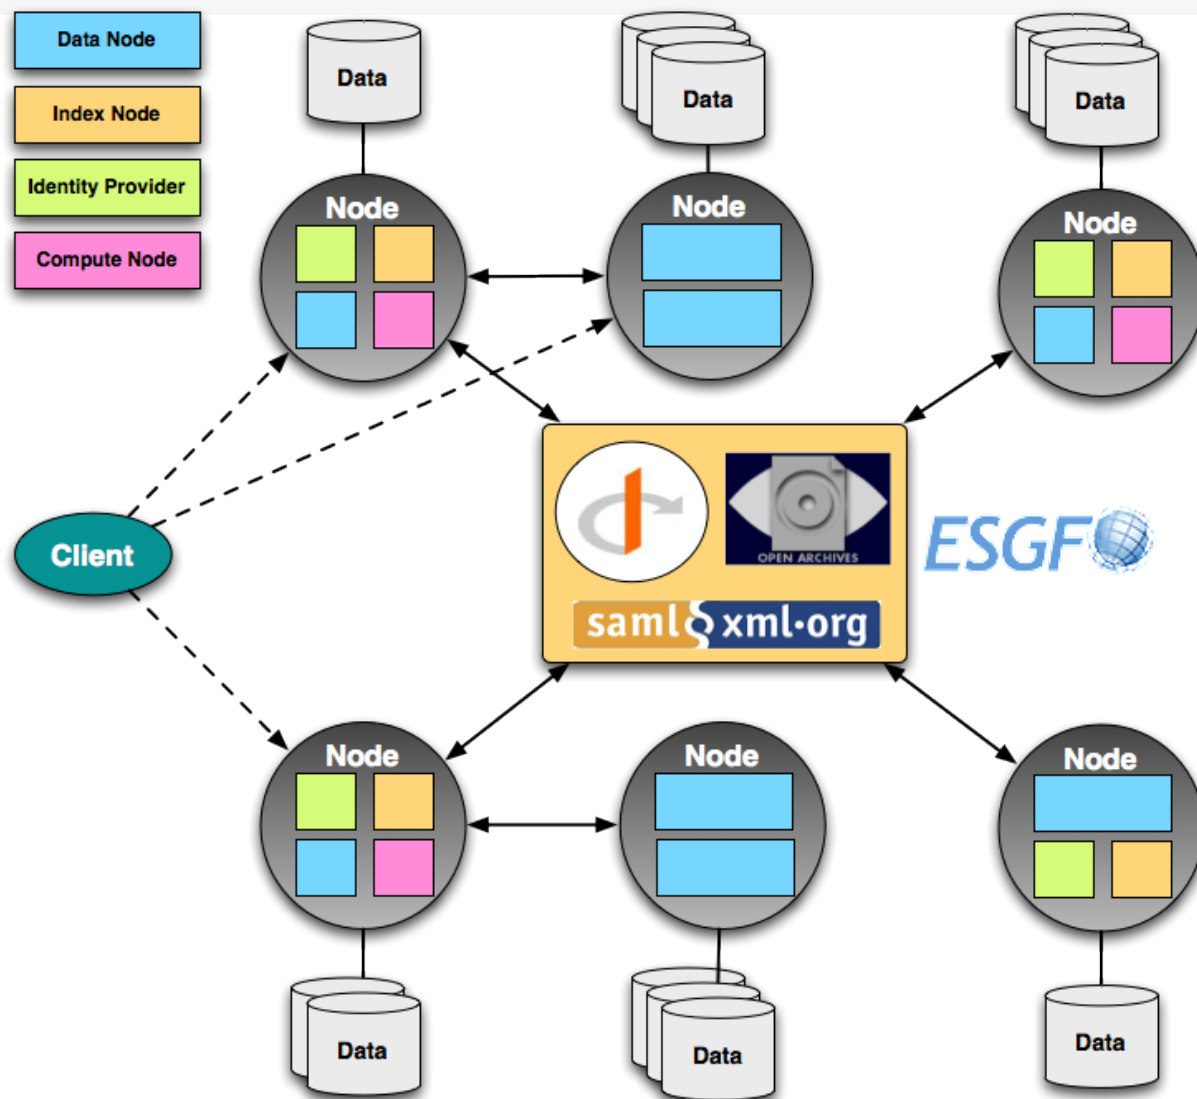 Data Node
Index Node
Identity Provider
Compute Node
Data
Data
Data
Node
Node
Node
Client
OPEN ARCHIVES
saml xml•org
ESGF
Node
Node
Node
Data
Data
Data